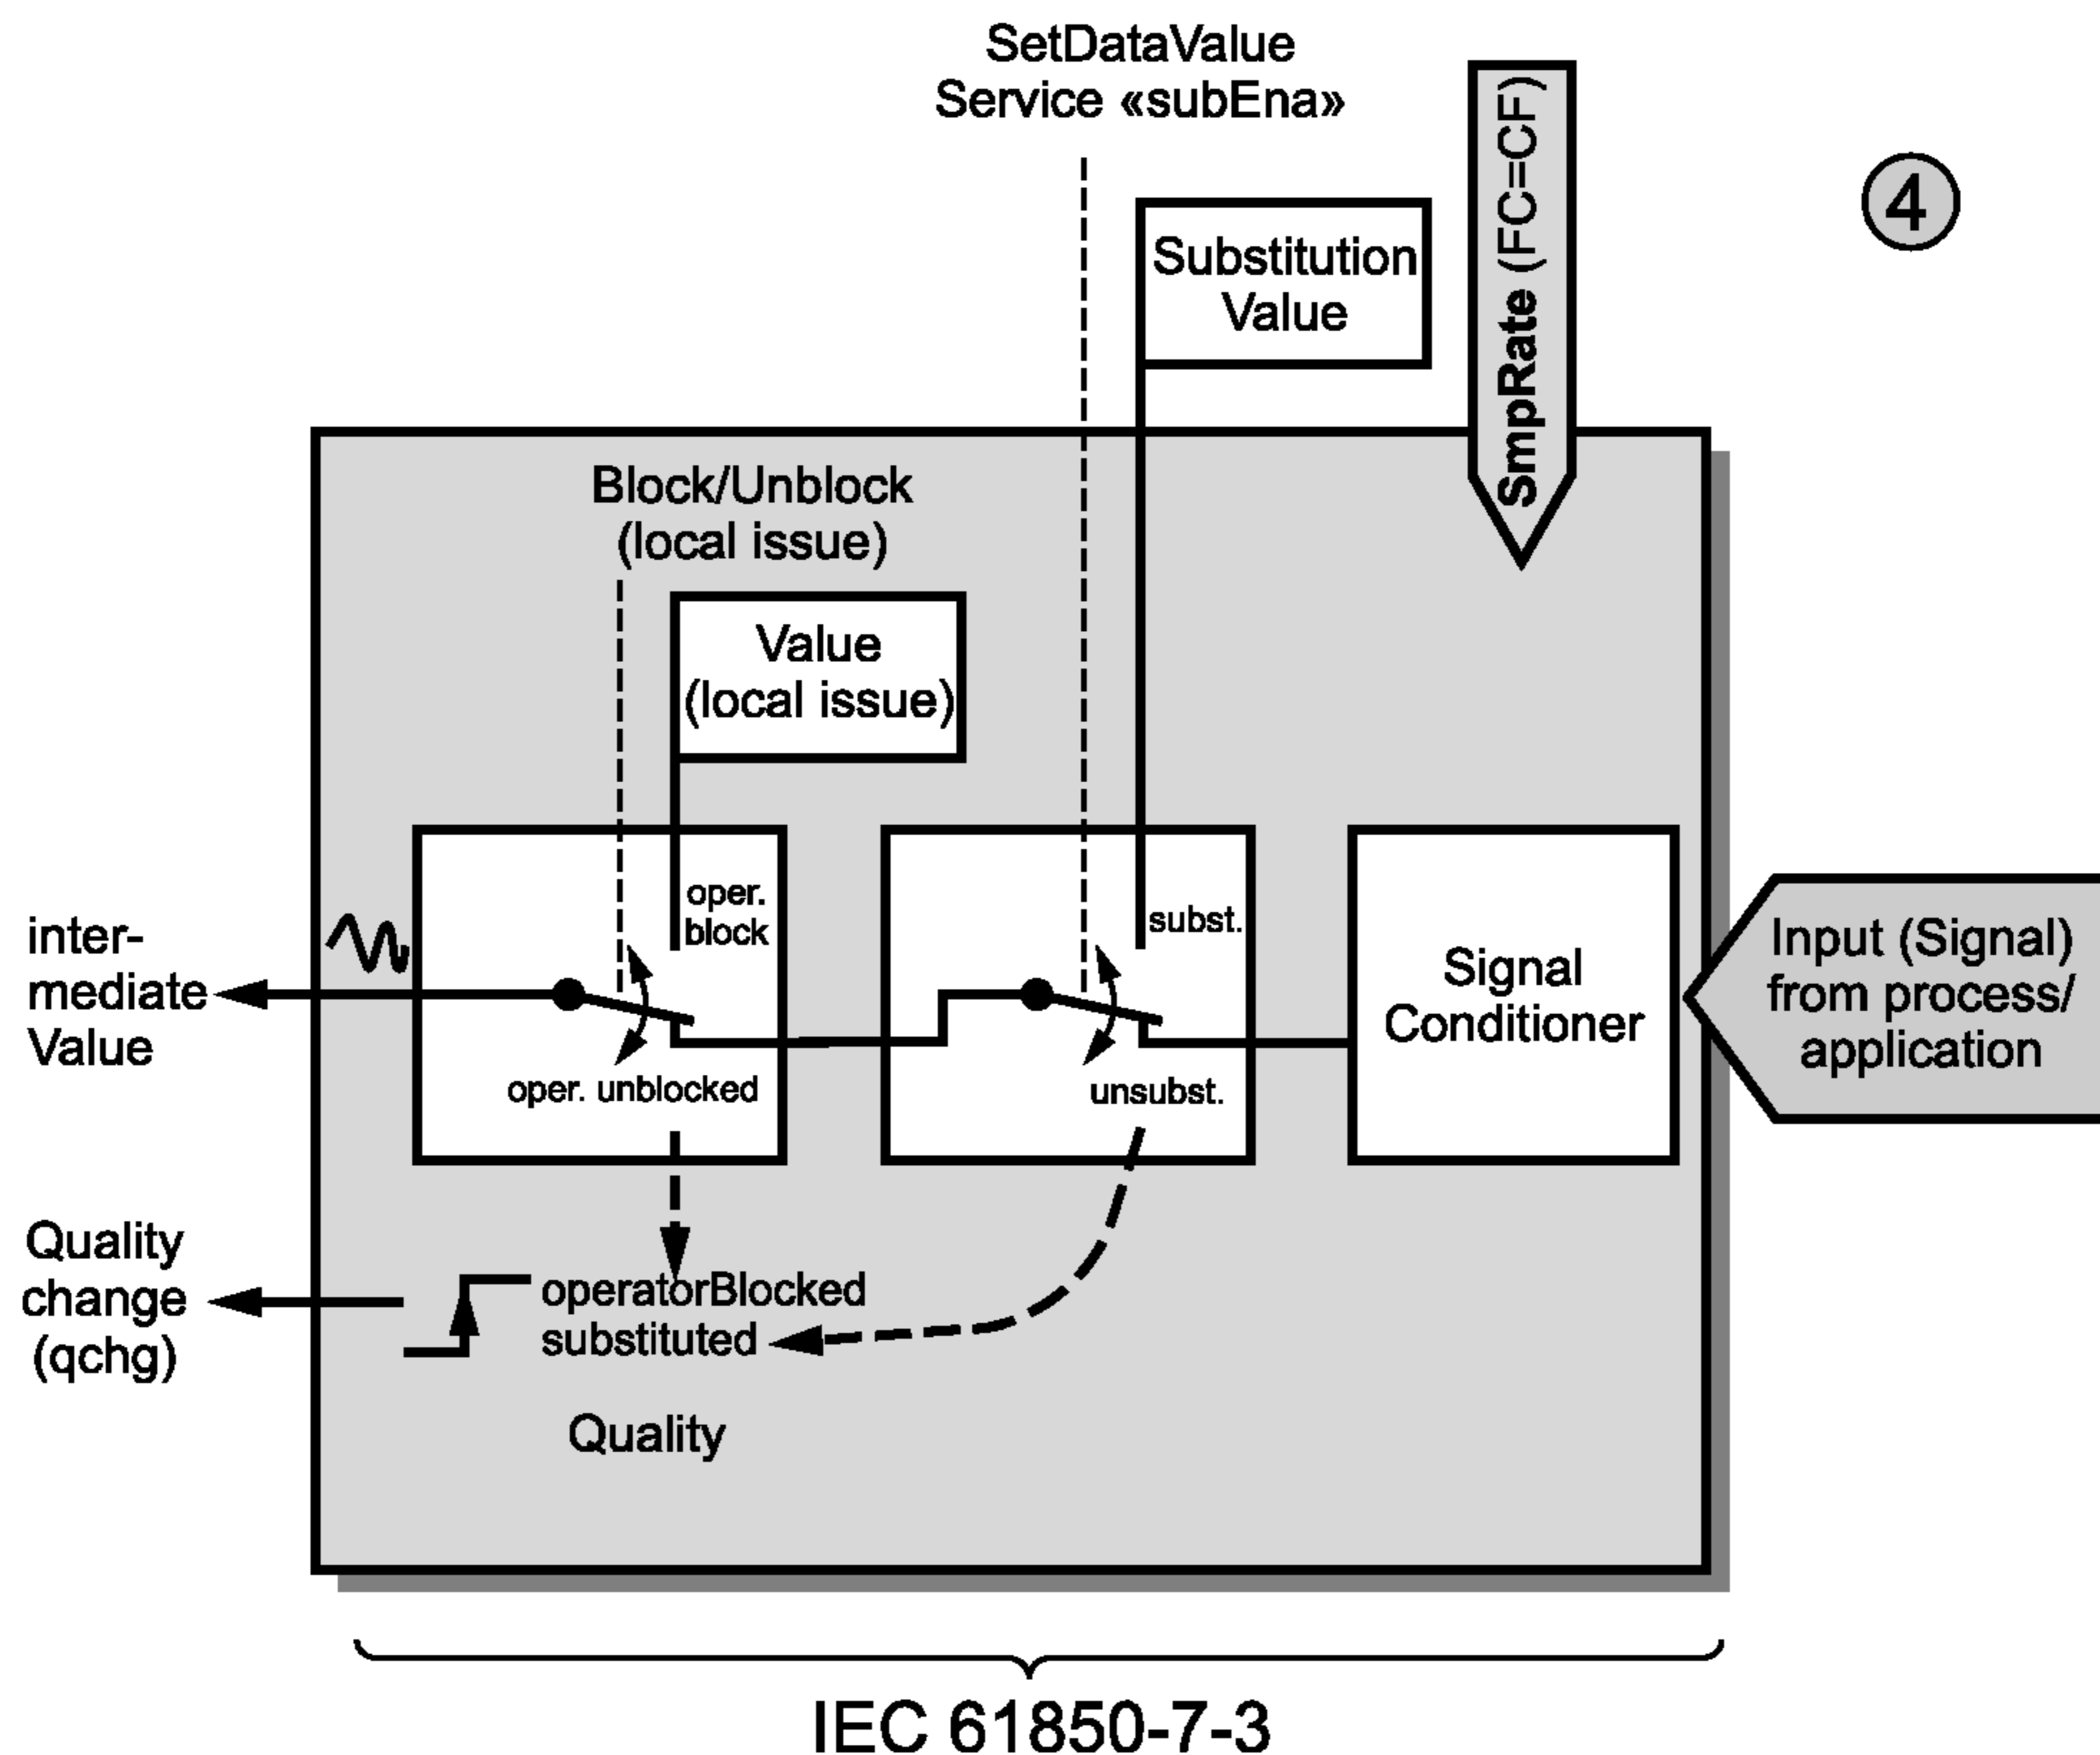 SetDataValue
Service «subEna»
SmpRate (FC=CF)
4
Substitution
Value
Block/Unblock
(local issue)
Value
(local issue)
oper.
block
subst.
inter-
mediate
Value
Signal
Conditioner
Input (Signal)
from process/
application
oper. unblocked
unsubst.
Quality
change
(qchg)
operatorBlocked
substituted
Quality
IEC 61850-7-3